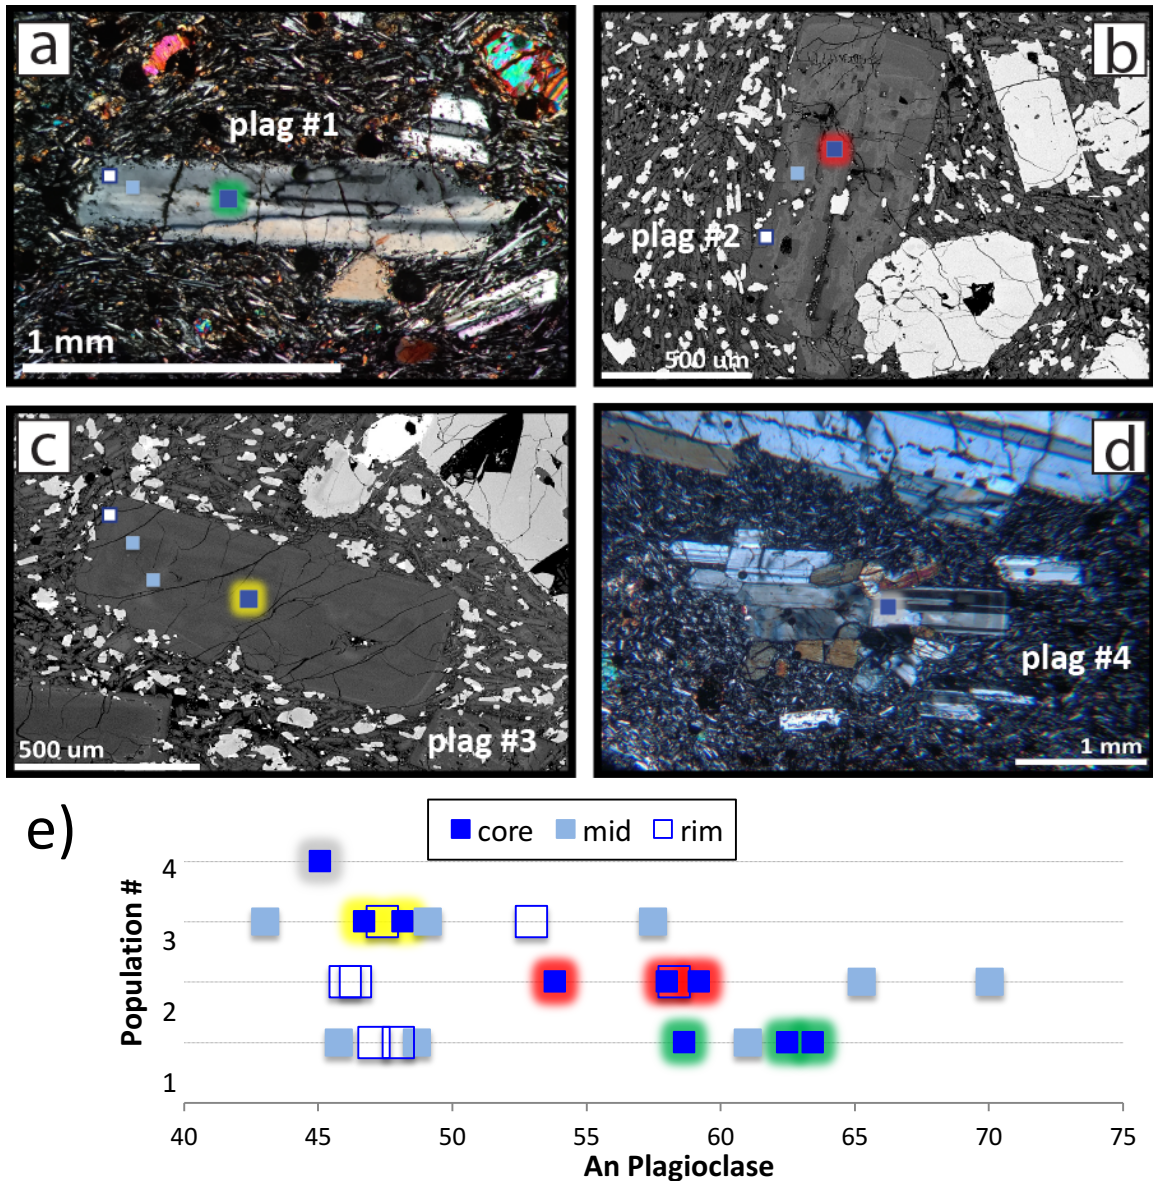 a
plag #1
1 mm
b
plag #2
500 um
c
plag #3
500 um
d
plag #4
1 mm
e)
core mid rim
Population #
4
3
2
1
40 45 50 55 60 65 70 75
An Plagioclase